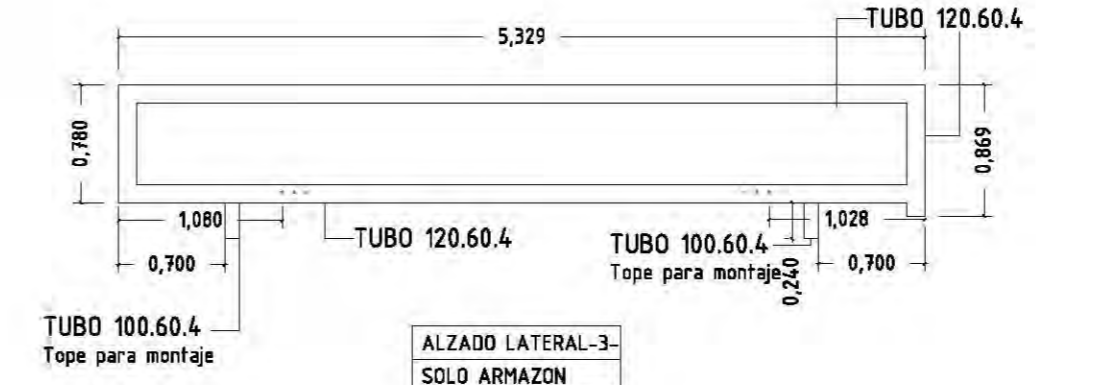 TUBO 120.60.4
5,329
0,780
0,869
1,080
TUBO 120.60.4
TUBO 100.60.4
Tope para montaje
1,028
0,700
0,240
0,700
TUBO 100.60.4
Tope para montaje
ALZADO LATERAL-3-
SOLO ARMAZON